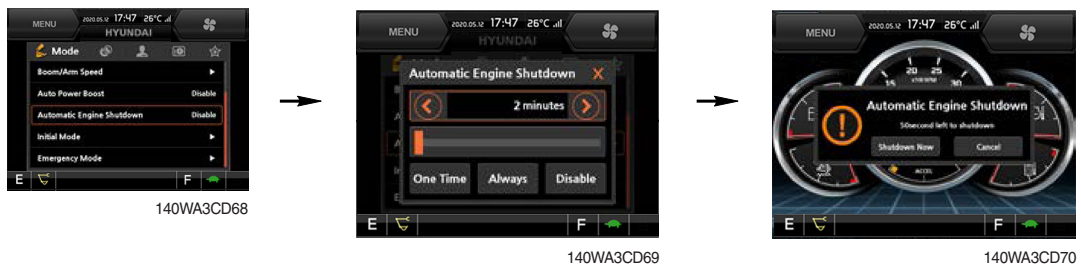 MENU
2020.05.12 17:47 26°C
HYUNDAI
Mode
Boom/Arm Speed
Auto Power Boost Disable
Automatic Engine Shutdown Disable
Initial Mode
Emergency Mode
E F
140WA3CD68
MENU
2020.05.12 17:47 26°C
HYUNDAI
Automatic Engine Shutdown X
2 minutes
One Time Always Disable
E F
140WA3CD69
MENU
2020.05.12 17:47 26°C
15 20 25 30
x100RPM
E
Automatic Engine Shutdown
50second left to shutdown
Shutdown Now Cancel
ACCEL
E F
140WA3CD70